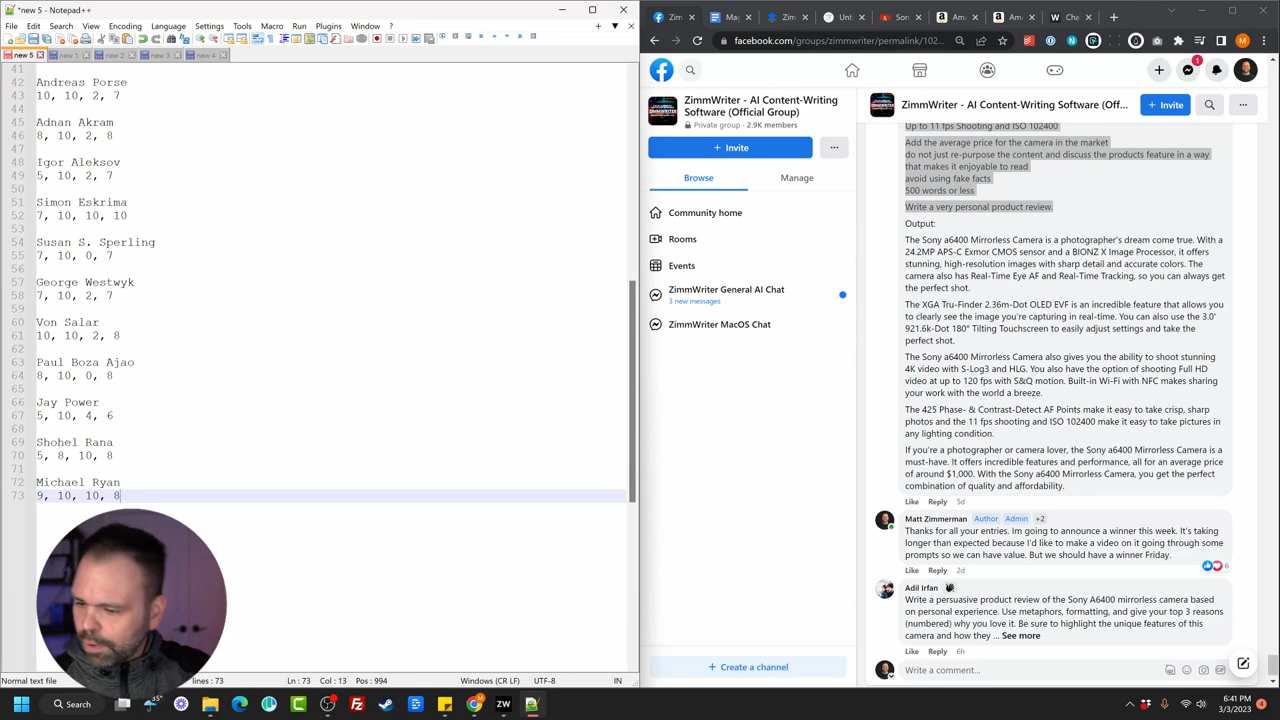 *new 5 - Notepad++
File Edit Search View Encoding Language Settings Tools Macro Run Plugins Window ?
new 5 new 1 new 2 new 3 new 4
41
42 Andreas Porse
43 10, 10, 2, 7
44
45 Adnan Akram
46 8, 10, 2, 8
47
48 Igor Aleksov
49 5, 10, 2, 7
50
51 Simon Eskrima
52 7, 10, 10, 10
53
54 Susan S. Sperling
55 7, 10, 0, 7
56
57 George Westwyk
58 7, 10, 2, 7
59
60 Von Salar
61 10, 10, 2, 8
62
63 Paul Boza Ajao
64 8, 10, 0, 8
65
66 Jay Power
67 5, 10, 4, 6
68
69 Shohel Rana
70 5, 8, 10, 8
71
72 Michael Ryan
73 9, 10, 10, 8
Normal text file lines : 73 Ln : 73 Col : 13 Pos : 994 Windows (CR LF) UTF-8 IN
Zim Unt Son Ama Ama Cha
facebook.com/groups/zimmwriter/permalink/102
ZimmWriter - AI Content-Writing
Software (Official Group)
Private group · 2.9K members
+ Invite
Browse Manage
Community home
Rooms
Events
ZimmWriter General AI Chat
3 new messages
ZimmWriter MacOS Chat
+ Create a channel
1
ZimmWriter - AI Content-Writing Software (Off...
+ Invite
Up to 11 fps Shooting and ISO 102400
Add the average price for the camera in the market
do not just re-purpose the content and discuss the products feature in a way
that makes it enjoyable to read
avoid using fake facts
500 words or less
Write a very personal product review.
Output:
The Sony a6400 Mirrorless Camera is a photographer's dream come true. With a
24.2MP APS-C Exmor CMOS sensor and a BIONZ X Image Processor, it offers
stunning, high-resolution images with sharp detail and accurate colors. The
camera also has Real-Time Eye AF and Real-Time Tracking, so you can always get
the perfect shot.
The XGA Tru-Finder 2.36m-Dot OLED EVF is an incredible feature that allows you
to clearly see the image you're capturing in real-time. You can also use the 3.0'
921.6k-Dot 180° Tilting Touchscreen to easily adjust settings and take the
perfect shot.
The Sony a6400 Mirrorless Camera also gives you the ability to shoot stunning
4K video with S-Log3 and HLG. You also have the option of shooting Full HD
video at up to 120 fps with S&Q motion. Built-in Wi-Fi with NFC makes sharing
your work with the world a breeze.
The 425 Phase- & Contrast-Detect AF Points make it easy to take crisp, sharp
photos and the 11 fps shooting and ISO 102400 make it easy to take pictures in
any lighting condition.
If you're a photographer or camera lover, the Sony a6400 Mirrorless Camera is a
must-have. It offers incredible features and performance, all for an average price
of around $1,000. With the Sony a6400 Mirrorless Camera, you get the perfect
combination of quality and affordability.
Like Reply 5d
Matt Zimmerman Author Admin +2
Thanks for all your entries. Im going to announce a winner this week. It's taking
longer than expected because I'd like to make a video on it going through some
prompts so we can have value. But we should have a winner Friday.
Like Reply 2d 6
Adil Irfan
Write a persuasive product review of the Sony A6400 mirrorless camera based
on personal experience. Use metaphors, formatting, and give your top 3 reasons
(numbered) why you love it. Be sure to highlight the unique features of this
camera and how they ... See more
Like Reply 6h
Write a comment...
Search 35° ZW
6:41 PM
3/3/2023